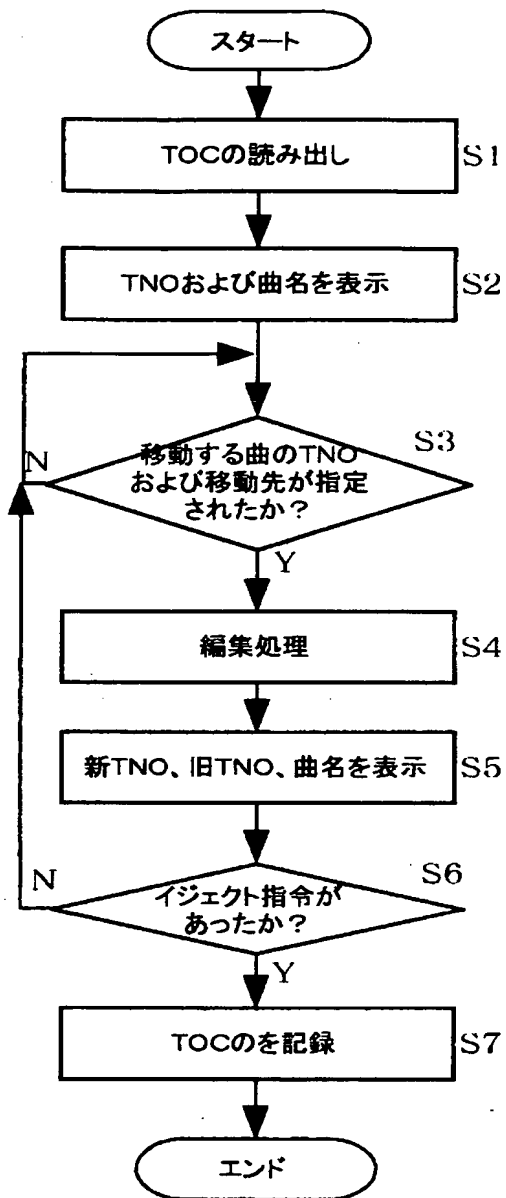 スタート
TOCの読み出し
S1
TNOおよび曲名を表示
S2
移動する曲のTNO
および移動先が指定
されたか?
S3
N
Y
編集処理
S4
新TNO、旧TNO、曲名を表示
S5
イジェクト指令が
あったか?
S6
N
Y
TOCのを記録
S7
エンド